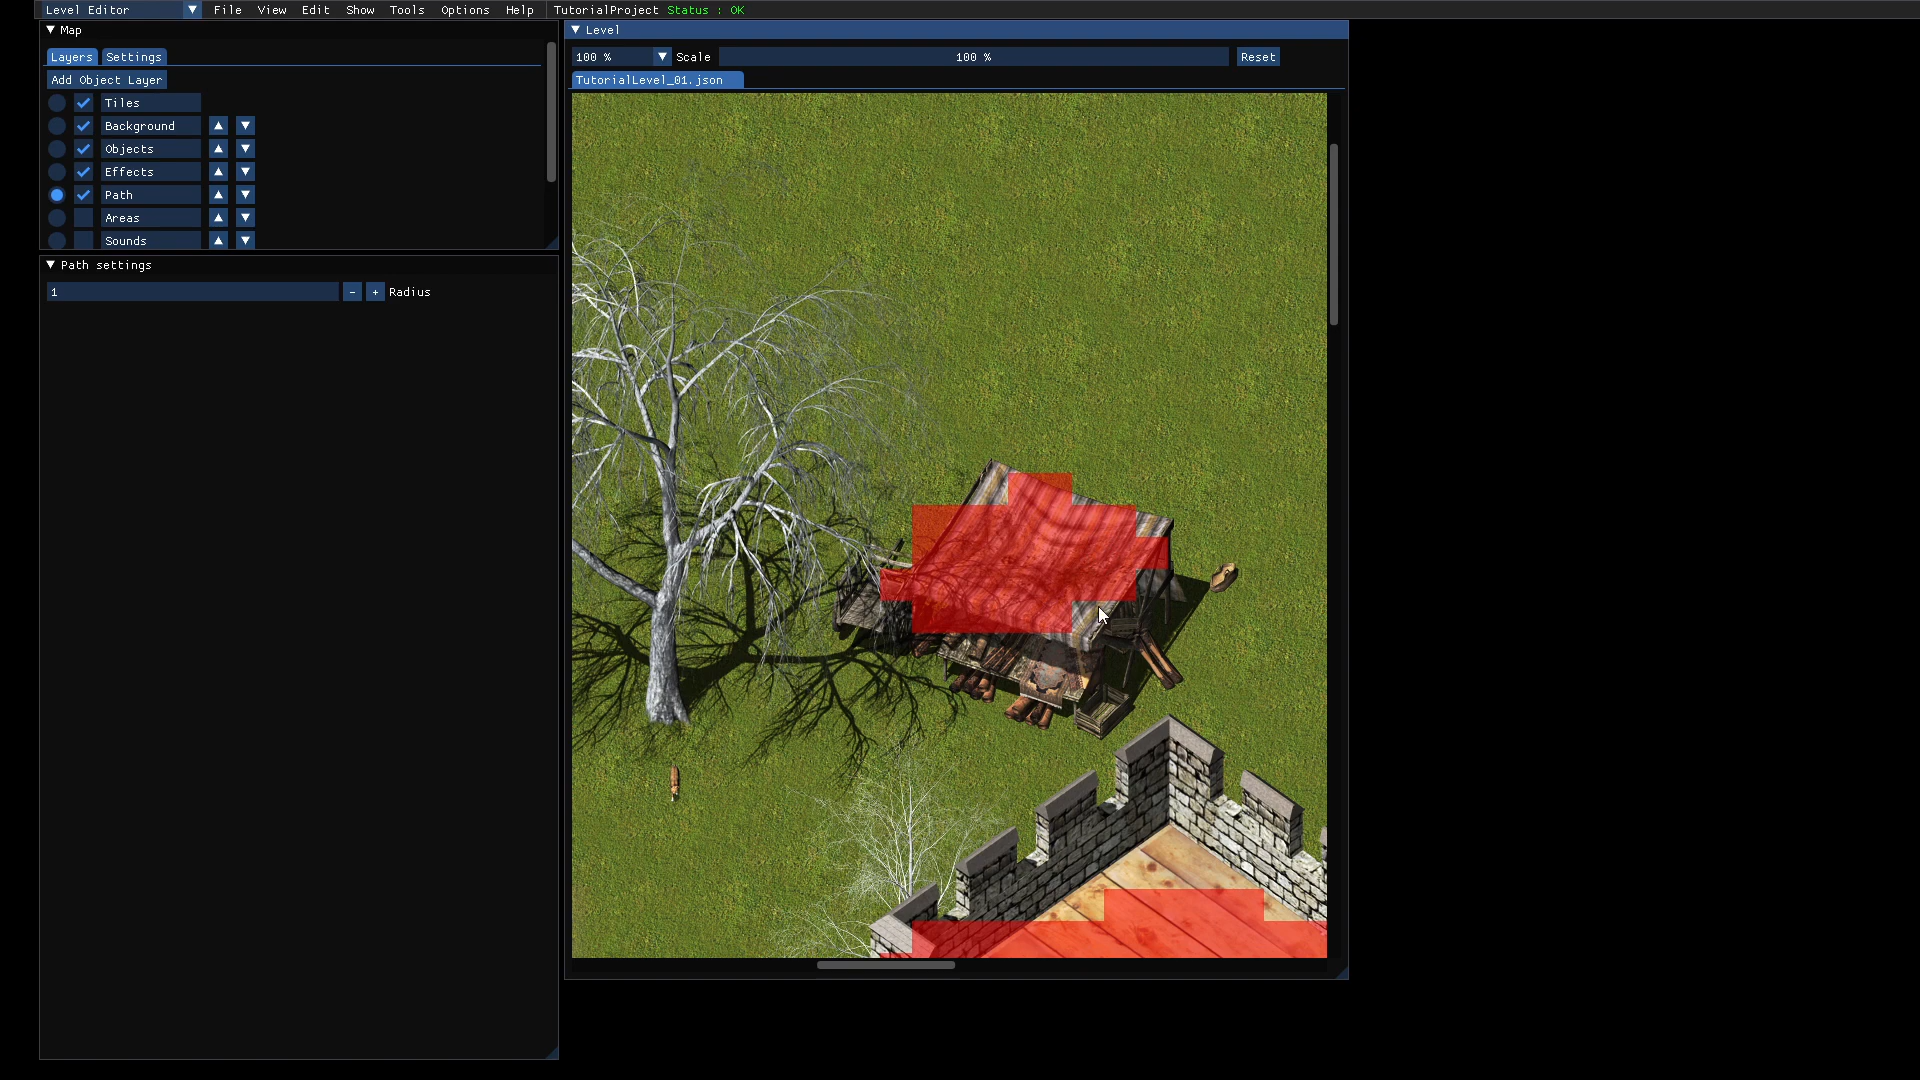 Level Editor File View Edit Show Tools Options Help TutorialProject Status : OK
Map
Layers Settings
Add Object Layer
Tiles
Background
Objects
Effects
Path
Areas
Sounds
Path settings
1 - + Radius
Level
100 % Scale 100 % Reset
TutorialLevel_01.json